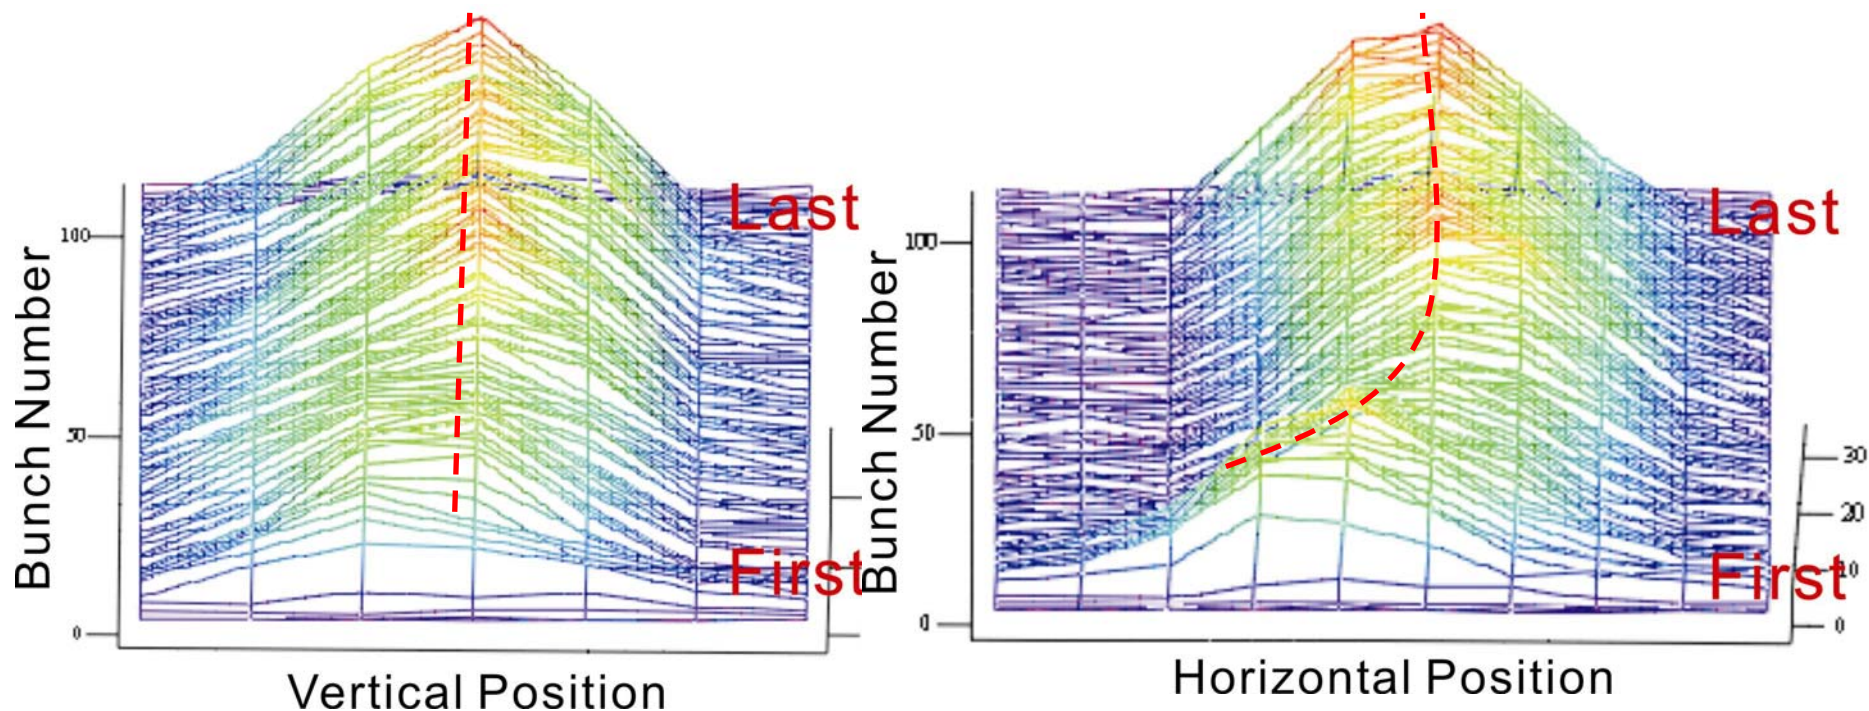 Bunch Number
100
50
0
Last
First
Vertical Position
Bunch Number
100
50
0
Last
First
30
20
10
0
Horizontal Position